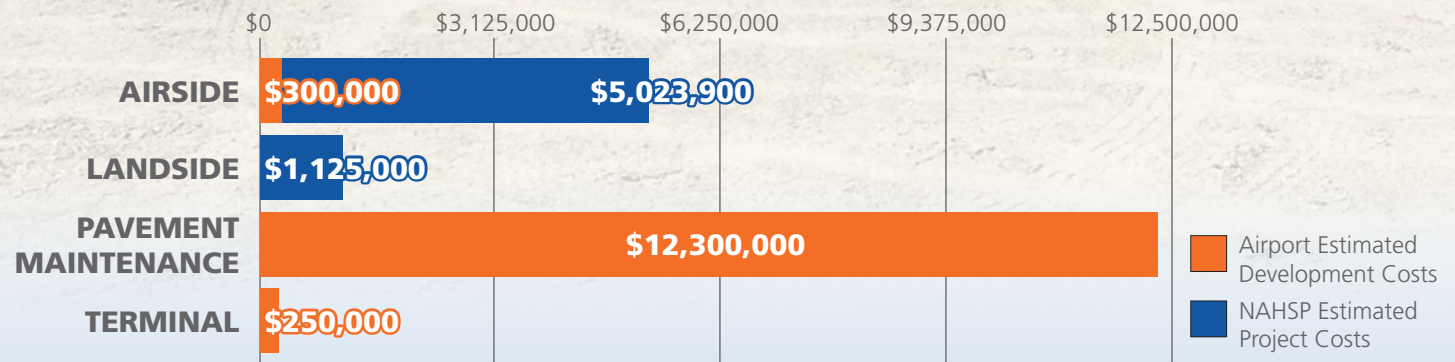 $0 $3,125,000 $6,250,000 $9,375,000 $12,500,000
AIRSIDE $300,000 $5,023,900
LANDSIDE $1,125,000
PAVEMENT
MAINTENANCE $12,300,000
TERMINAL $250,000
Airport Estimated
Development Costs
NAHSP Estimated
Project Costs